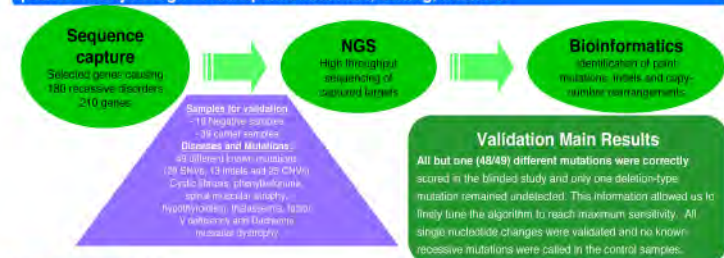 Sequence
capture
Selected genes causing
180 recessive disorders
210 genes
NGS
High throughput
sequencing of
captured targets
Bioinformatics
Identification of point
mutations, indels and copy-
number rearrangements
Samples for validation
negative samples
- 39 carrier samples
Diseases and Mutations:
49 different known mutations
SNVs, 13 indels and CNVs)
Cystic fibrosis, phenylketonuria,
spinal muscular atrophy,
hypothyroidism, thalassemia, factor
V deficiency and Duchenne
muscular dystrophy
Validation Main Results
All but one (48/49) different mutations were correctly
scored in the blinded study and only one deletion-type
mutation remained undetected. This information allowed us to
finely tune the algorithm to reach maximum sensitivity. All
single nucleotide changes were validated and no known
recessive mutations were called in the control samples.